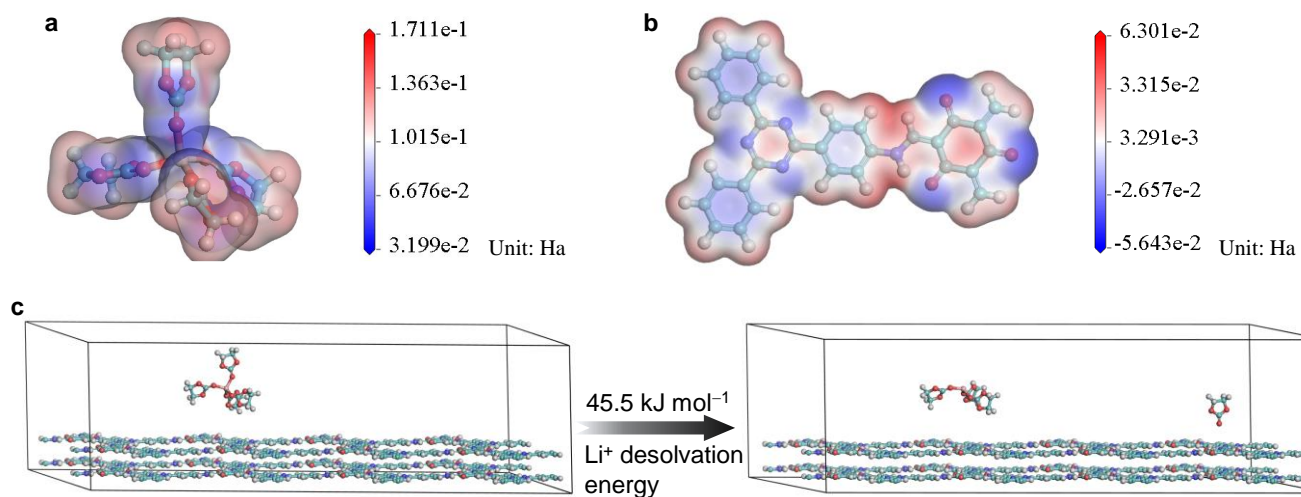 a
1.711e-1
1.363e-1
1.015e-1
6.676e-2
3.199e-2
Unit: Ha
b
6.301e-2
3.315e-2
3.291e-3
-2.657e-2
-5.643e-2
Unit: Ha
c
45.5 kJ mol⁻¹
Li⁺ desolvation
energy